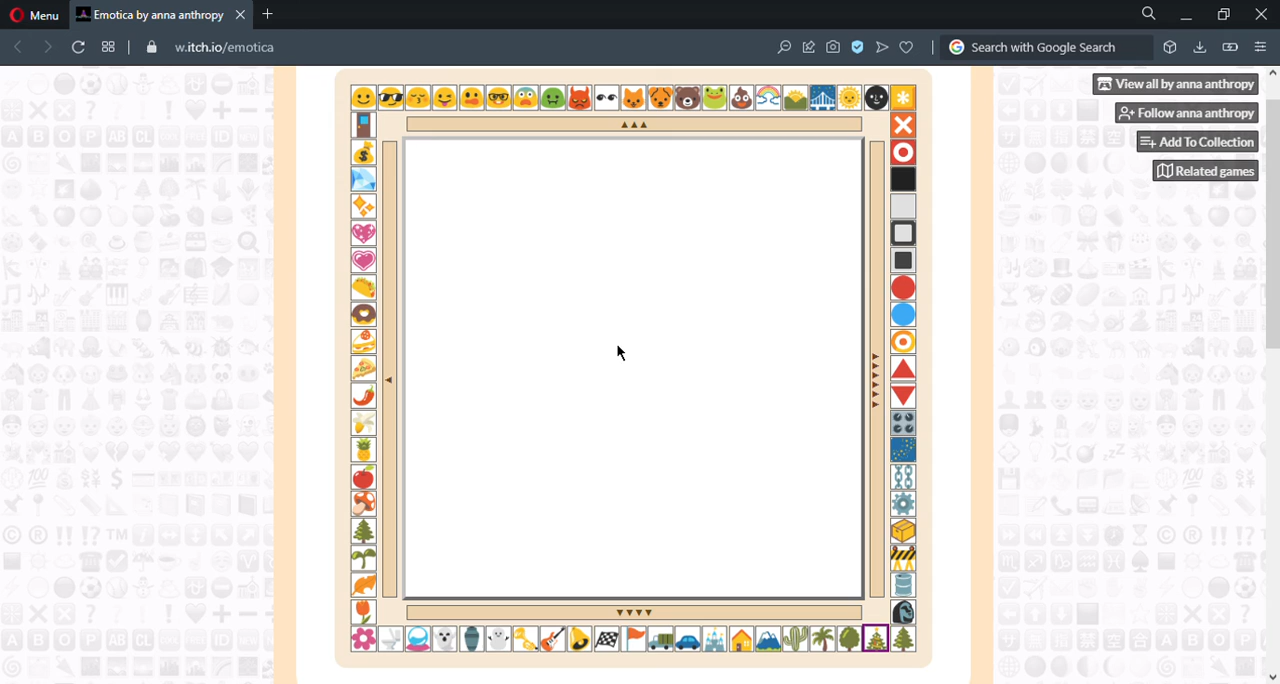 Menu
Emotica by anna anthropy
w.itch.io/emotica
Search with Google Search
View all by anna anthropy
Follow anna anthropy
Add To Collection
Related games